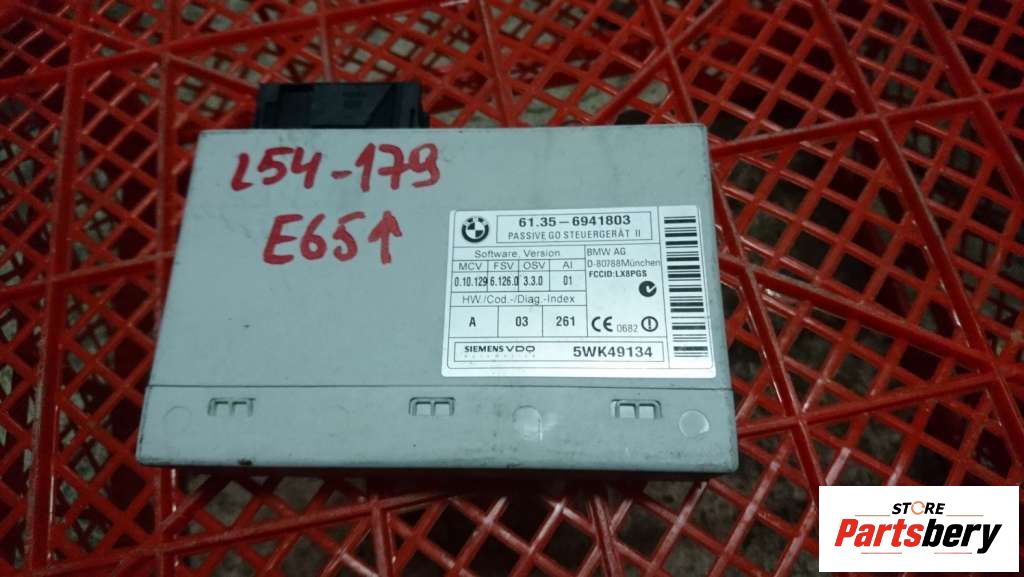 L54-179
E65↑
61.35 - 6941803
PASSIVE GO STEUERGERÄT II
Software, Version
MCV FSV OSV AI
0.10.129 6.126.0 3.3.0 01
HW./Cod.-/Diag.-Index
A 03 261
BMW AG
D-80788München
FCCID:LX8PGS
CE 0682
SIEMENS VDO
Automotive
5WK49134
STORE
Partsbery